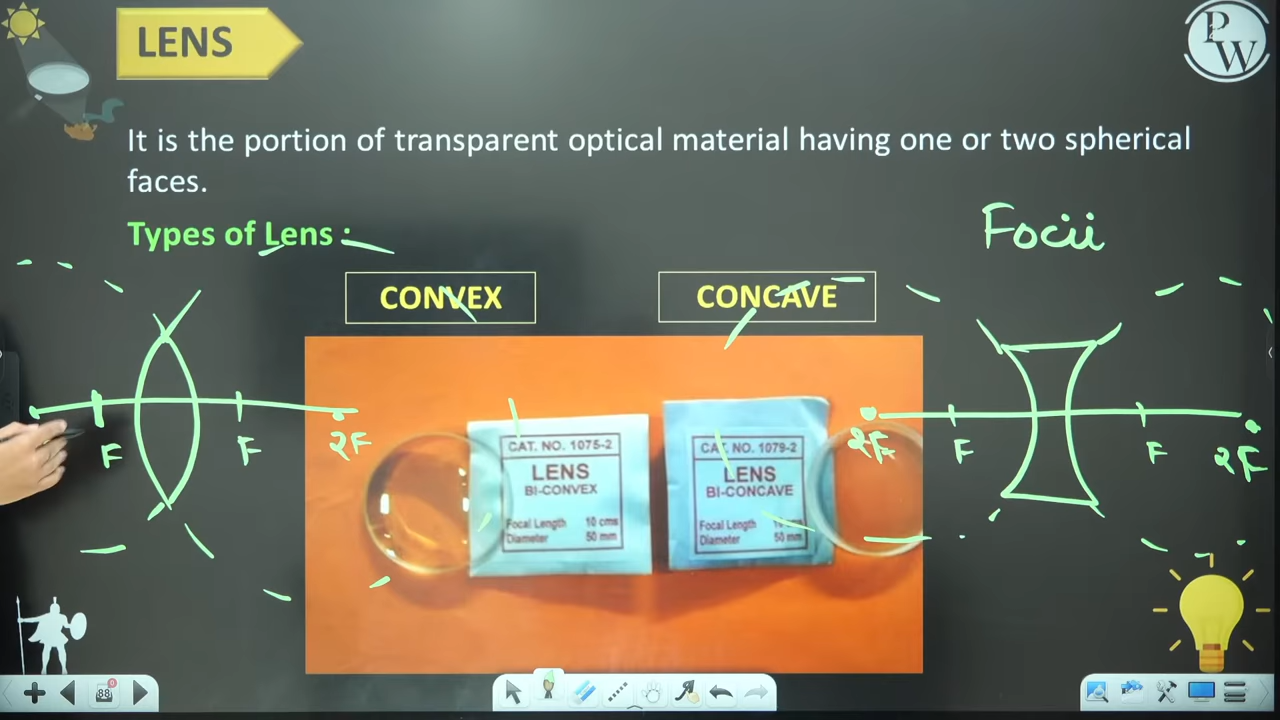 LENS
PW
It is the portion of transparent optical material having one or two spherical
faces.
Types of Lens :
Focii
CONVEX
CONCAVE
F
F
2F
CAT. NO. 1075-2
LENS
BI-CONVEX
Focal Length 10 cms
Diameter 50 mm
CAT. NO. 1079-2
LENS
BI-CONCAVE
Focal Length
Diameter 50 mm
2F
F
F
2F
88